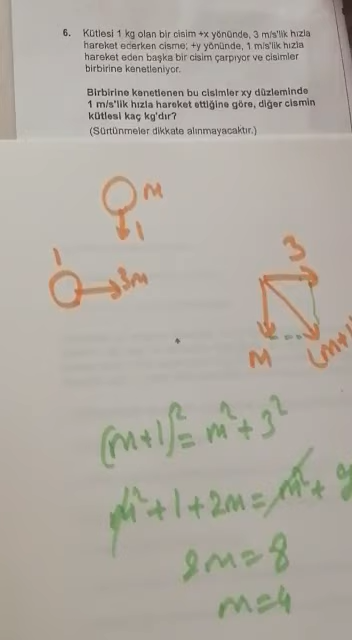 6. Kütlesi 1 kg olan bir cisim +x yönünde, 3 m/s'lik hızla
hareket ederken cisme; +y yönünde, 1 m/s'lik hızla
hareket eden başka bir cisim çarpıyor ve cisimler
birbirine kenetleniyor.
Birbirine kenetlenen bu cisimler xy düzleminde
1 m/s'lik hızla hareket ettiğine göre, diğer cismin
kütlesi kaç kg'dır?
(Sürtünmeler dikkate alınmayacaktır.)
M
1
1
3m
3
M
(m+1)
(m+1)² = m² + 3²
m² + 1 + 2m = m² + 9
2m = 8
m = 4